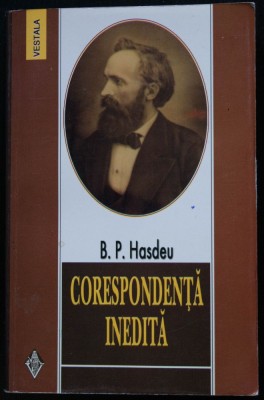 VESTALA
B. P. Hasdeu
CORESPONDENȚĂ
INEDITĂ